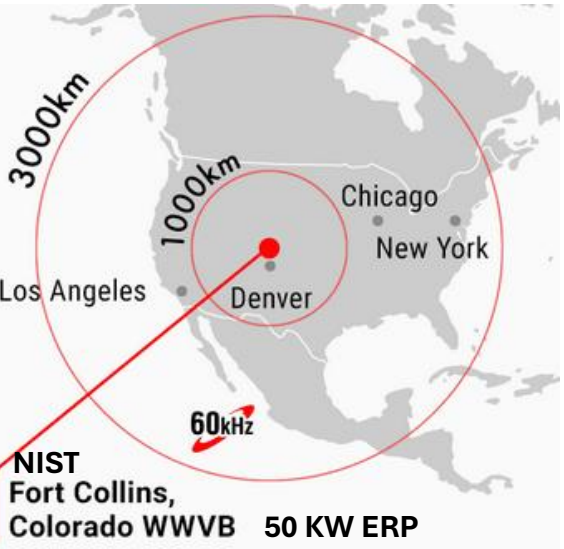 3000km
1000km
Chicago
New York
Los Angeles
Denver
60kHz
NIST
Fort Collins,
Colorado WWVB 50 KW ERP